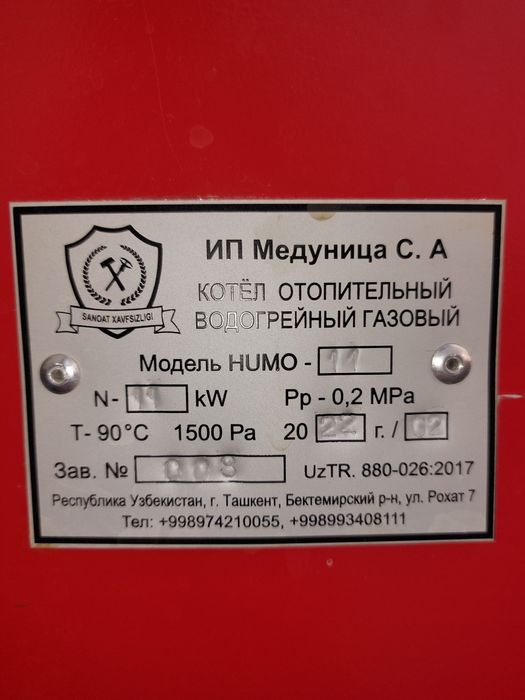 SANOAT XAVFSIZLIGI
ИП Медуница С. А
КОТЁЛ ОТОПИТЕЛЬНЫЙ
ВОДОГРЕЙНЫЙ ГАЗОВЫЙ
Модель HUMO - 11
N- 11 kW Pp - 0,2 MPa
T- 90°C 1500 Pa 20 22 г. / 02
Зав. № 008
UzTR. 880-026:2017
Республика Узбекистан, г. Ташкент, Бектемирский р-н, ул. Рохат 7
Тел: +998974210055, +998993408111